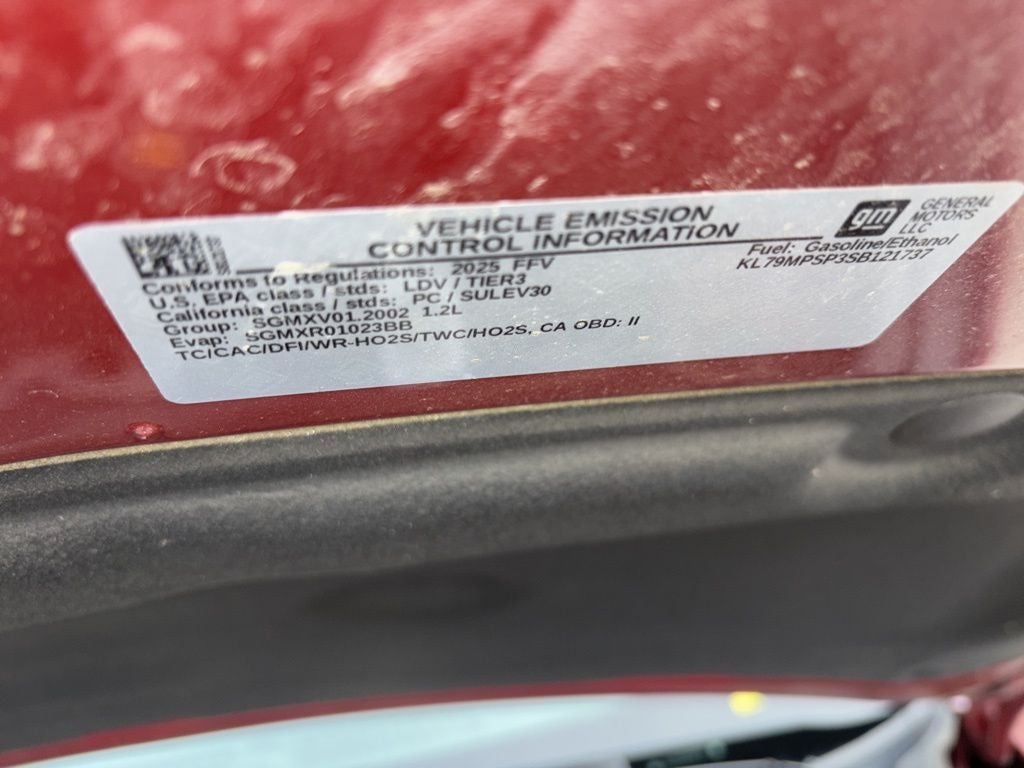 VEHICLE EMISSION
CONTROL INFORMATION
gm
GENERAL
MOTORS
LLC
Fuel: Gasoline/Ethanol
KL79MPSP3SB121737
Conforms to Regulations: 2025 FFV
U.S. EPA class / stds: LDV / TIER3
California class / stds: PC / SULEV30
Group: SGMXV01.2002 1.2L
Evap: SGMXR01023BB
TC/CAC/DFI/WR-HO2S/TWC/HO2S, CA OBD: II